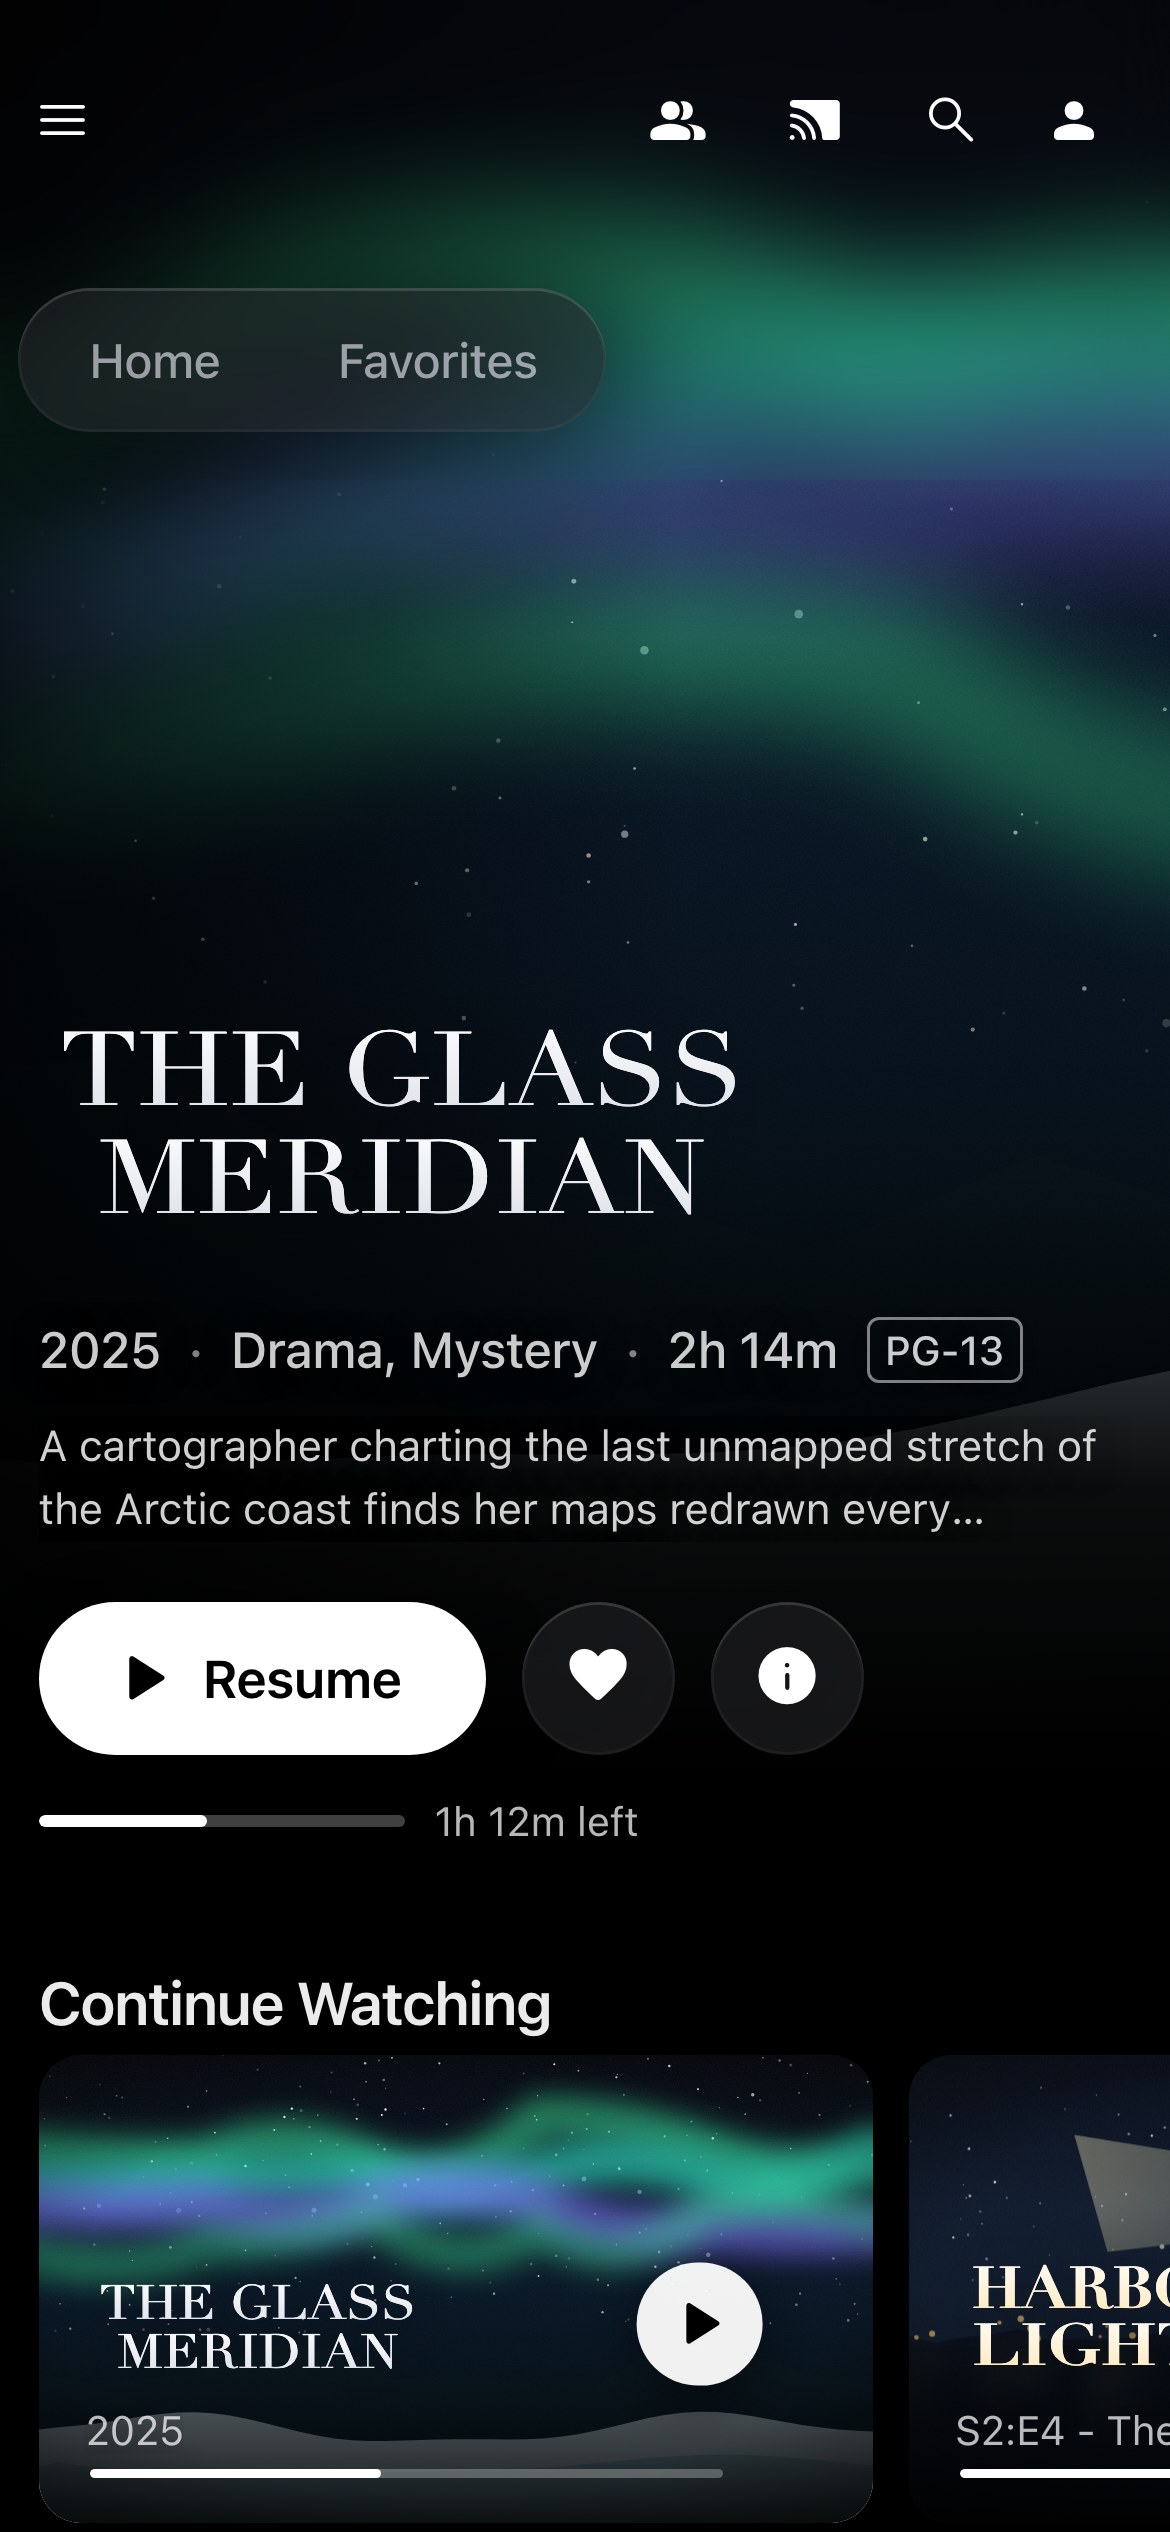 Home Favorites
THE GLASS
MERIDIAN
2025 · Drama, Mystery · 2h 14m PG-13
A cartographer charting the last unmapped stretch of
the Arctic coast finds her maps redrawn every...
Resume
1h 12m left
Continue Watching
THE GLASS
MERIDIAN
2025
LIGHT
S2:E4 - The